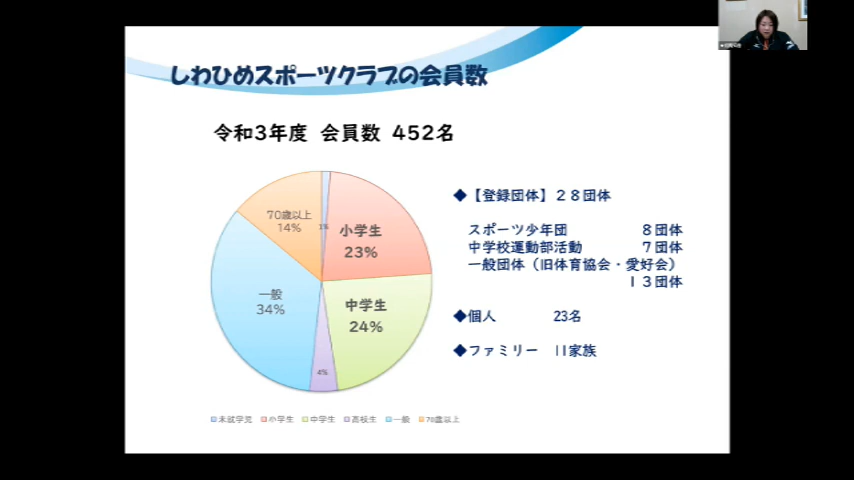 しわひめスポーツクラブの会員数
令和3年度 会員数 452名
70歳以上
14%
1%
小学生
23%
一般
34%
中学生
24%
4%
■未就学児 ■小学生 ■中学生 ■高校生 ■一般 ■70歳以上
◆【登録団体】28団体
スポーツ少年団 8団体
中学校運動部活動 7団体
一般団体（旧体育協会・愛好会）
13団体
◆個人 23名
◆ファミリー 11家族